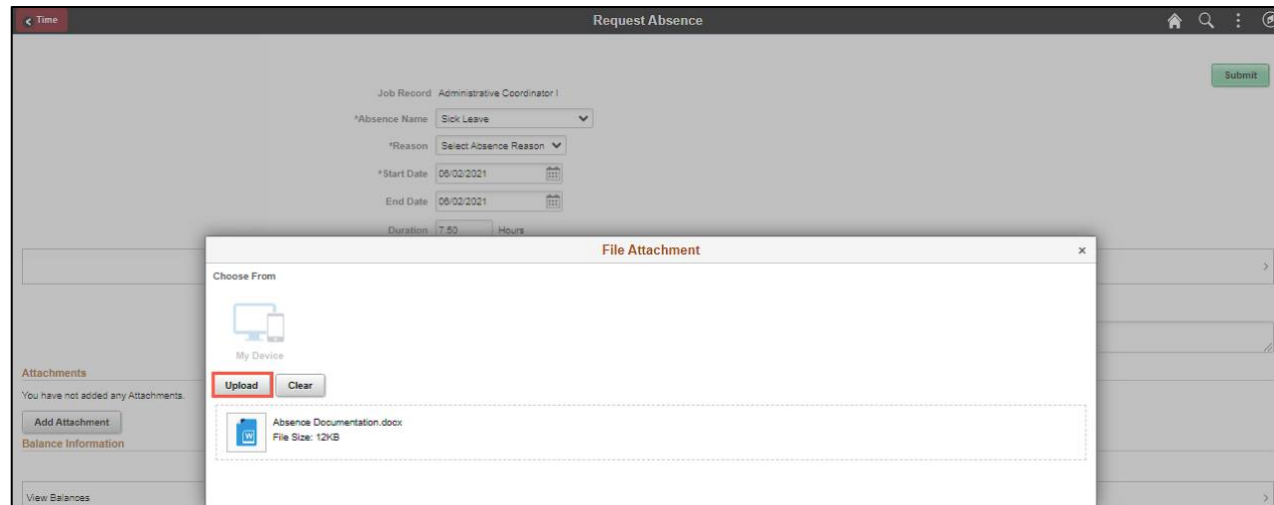 Time
Request Absence
Submit
Job Record Administrative Coordinator I
*Absence Name Sick Leave
*Reason Select Absence Reason
*Start Date 06/02/2021
End Date 06/02/2021
Duration 7.50 Hours
File Attachment
Choose From
My Device
Upload Clear
Absence Documentation.docx
File Size: 12KB
Attachments
You have not added any Attachments.
Add Attachment
Balance Information
View Balances